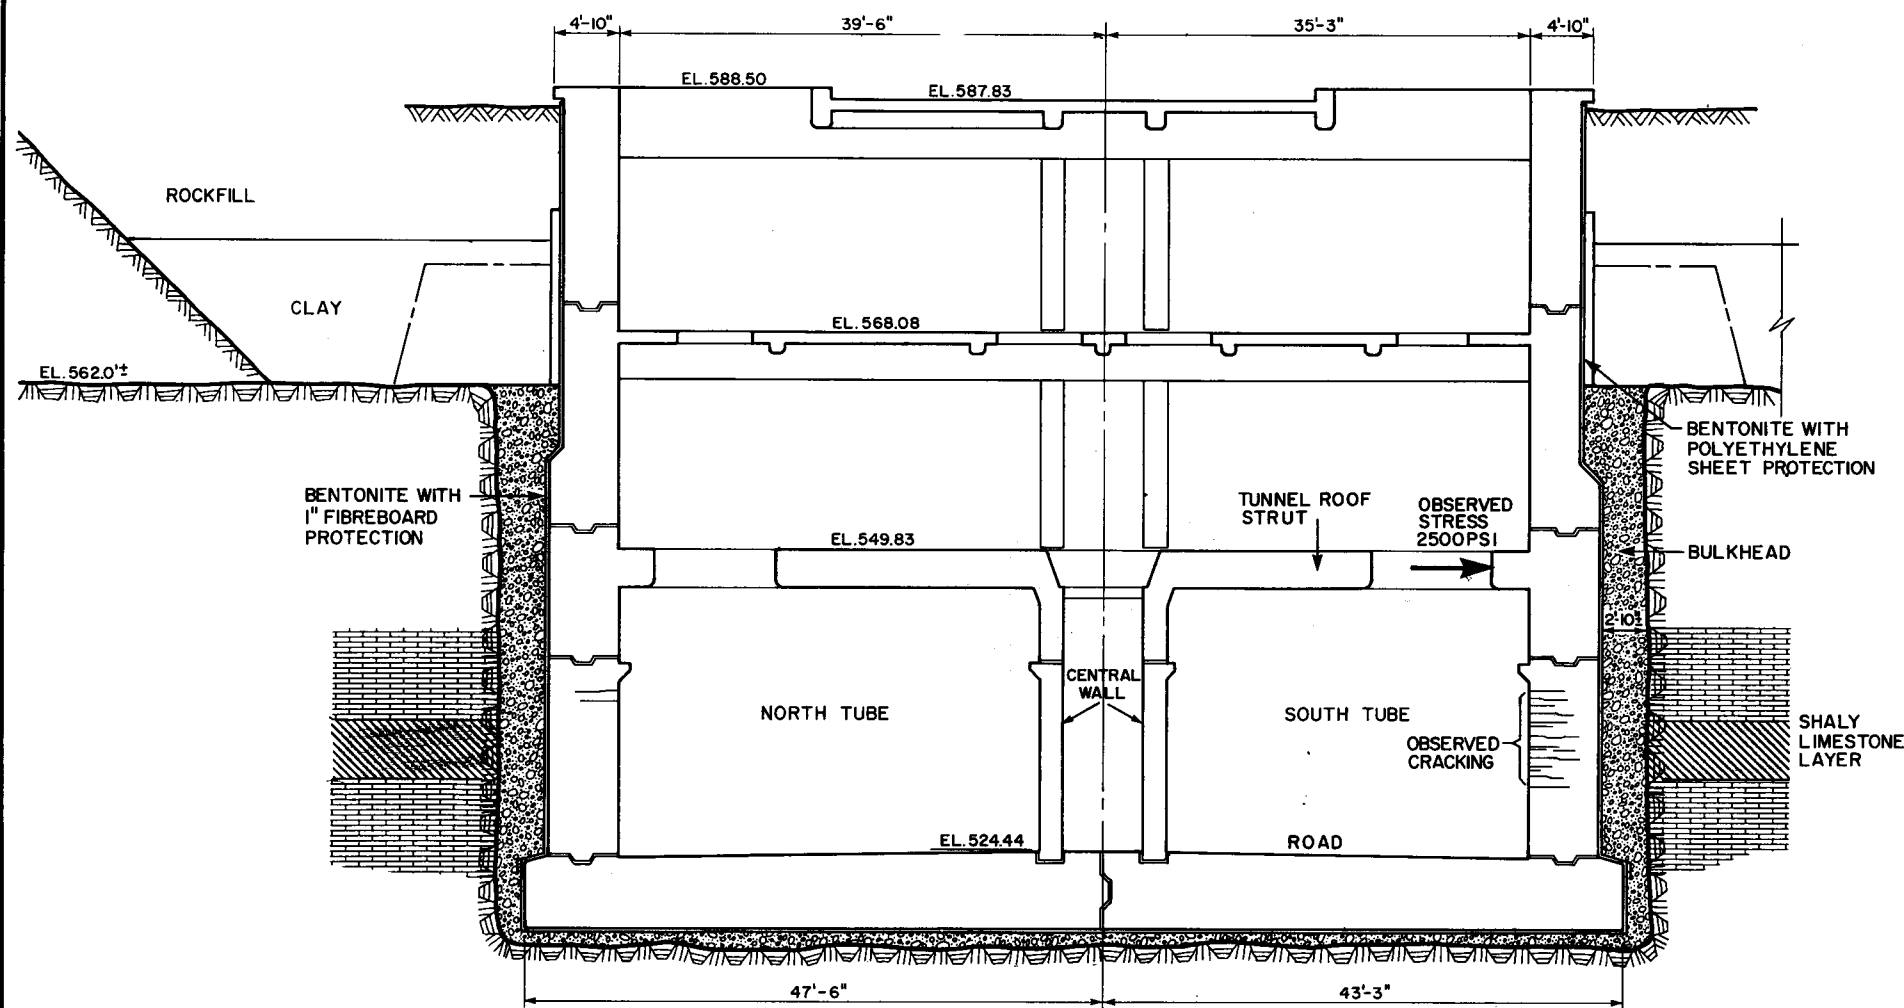 4'-10"
39'-6"
35'-3"
4'-10"
EL.588.50
EL.587.83
ROCKFILL
CLAY
EL.568.08
EL.562.0'±
BENTONITE WITH
POLYETHYLENE
SHEET PROTECTION
BENTONITE WITH
1" FIBREBOARD
PROTECTION
TUNNEL ROOF
STRUT
OBSERVED
STRESS
2500PSI
EL.549.83
BULKHEAD
2'-10"±
CENTRAL
WALL
NORTH TUBE
SOUTH TUBE
OBSERVED
CRACKING
SHALY
LIMESTONE
LAYER
EL.524.44
ROAD
47'-6"
43'-3"